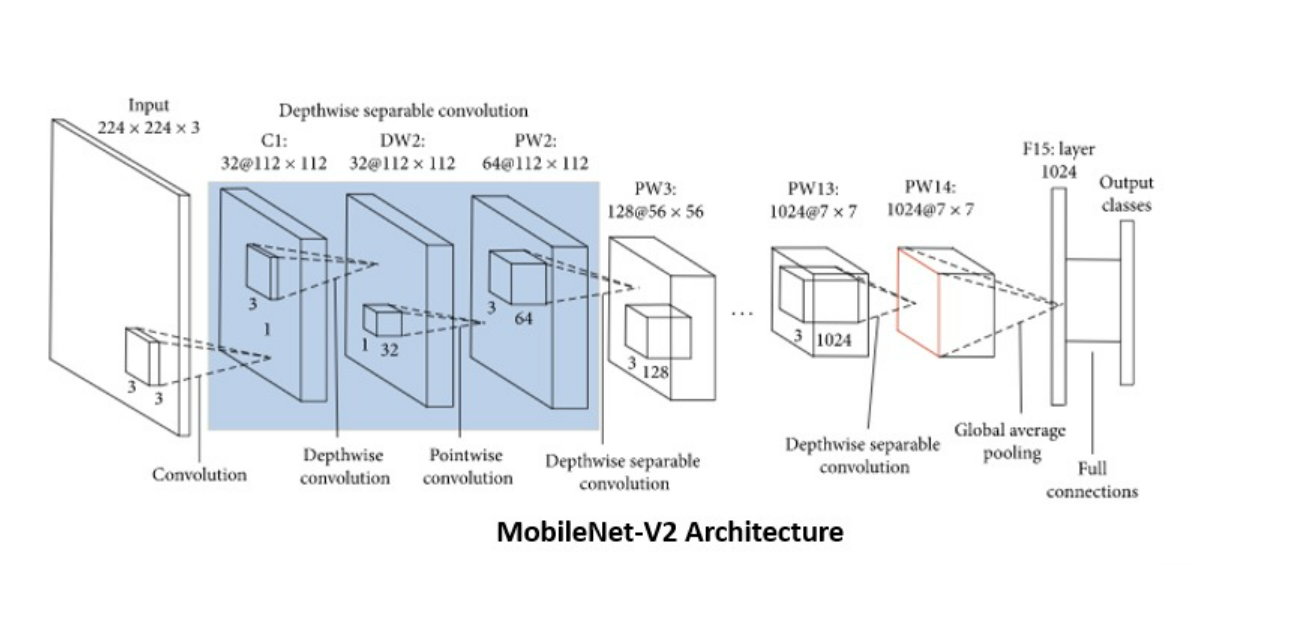 Input
224 × 224 × 3
Depthwise separable convolution
C1:
32@112 × 112
DW2:
32@112 × 112
PW2:
64@112 × 112
PW3:
128@56 × 56
PW13:
1024@7 × 7
PW14:
1024@7 × 7
F15: layer
1024
Output
classes
3
3
3
1
1
32
3
64
3
128
...
3
1024
Convolution
Depthwise
convolution
Pointwise
convolution
Depthwise separable
convolution
Depthwise separable
convolution
Global average
pooling
Full
connections
MobileNet-V2 Architecture